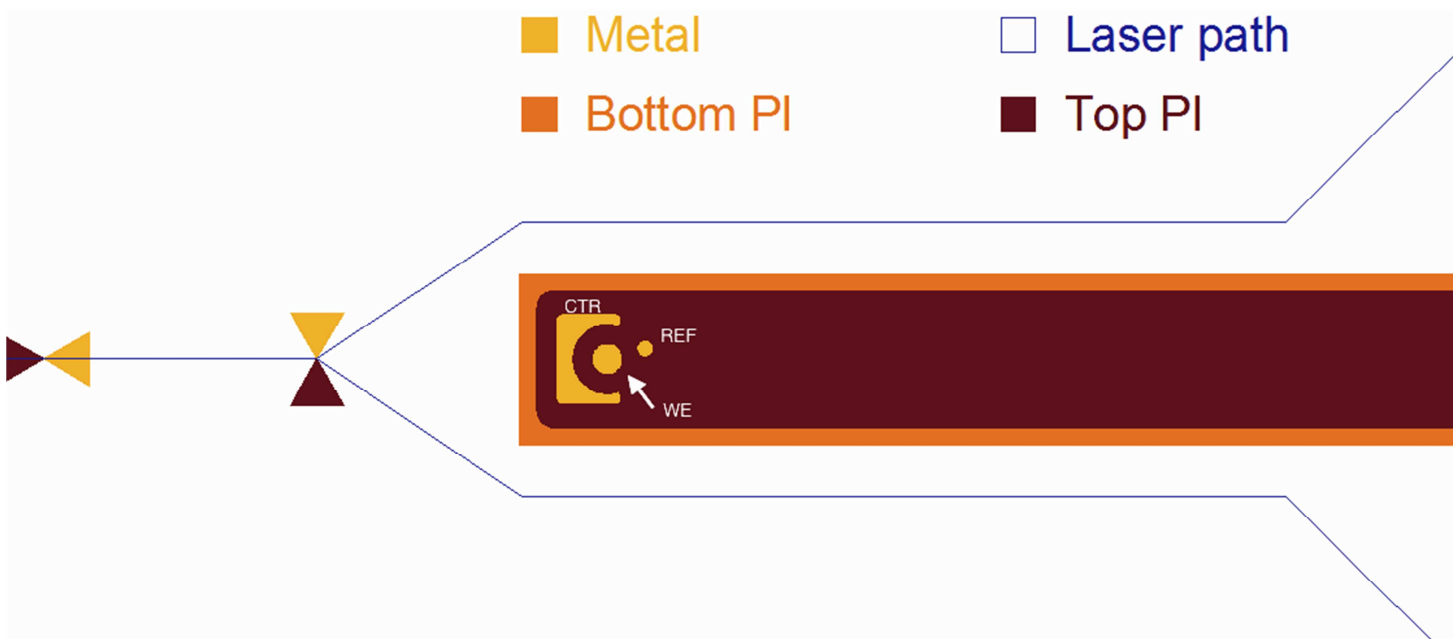 Metal
Laser path
Bottom PI
Top PI
CTR
REF
WE